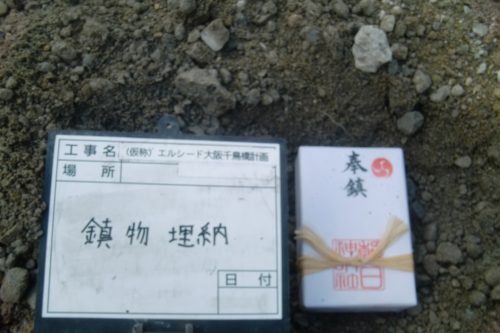 工事名 (仮称)エルシード大阪千鳥橋計画
場所
鎮物 埋納
日付
奉鎮